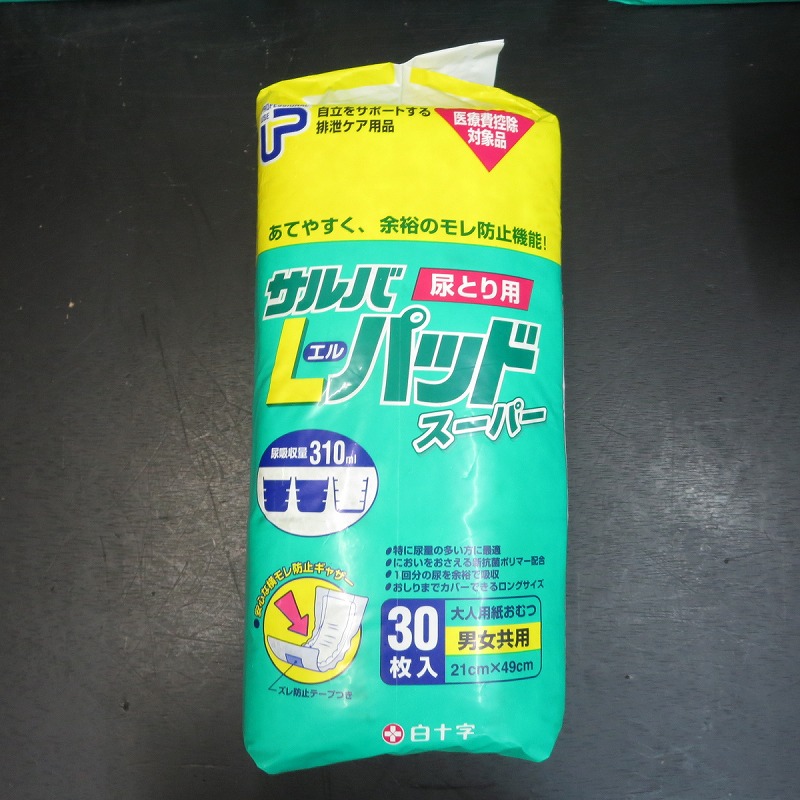 自立をサポートする
排泄ケア用品
医療費控除
対象品
あてやすく、余裕のモレ防止機能!
サルバ
尿とり用
Lパッド
エル
スーパー
尿吸収量310ml
●特に尿量の多い方に最適
●においをおさえる
抗菌ポリマー配合
●1回分の尿を余裕で吸収
●おしりまでカバーできるロングサイズ
●安心な横モレ防止ギャザー
ズレ防止テープつき
30
枚入
大人用紙おむつ
男女共用
21cm×49cm
白十字